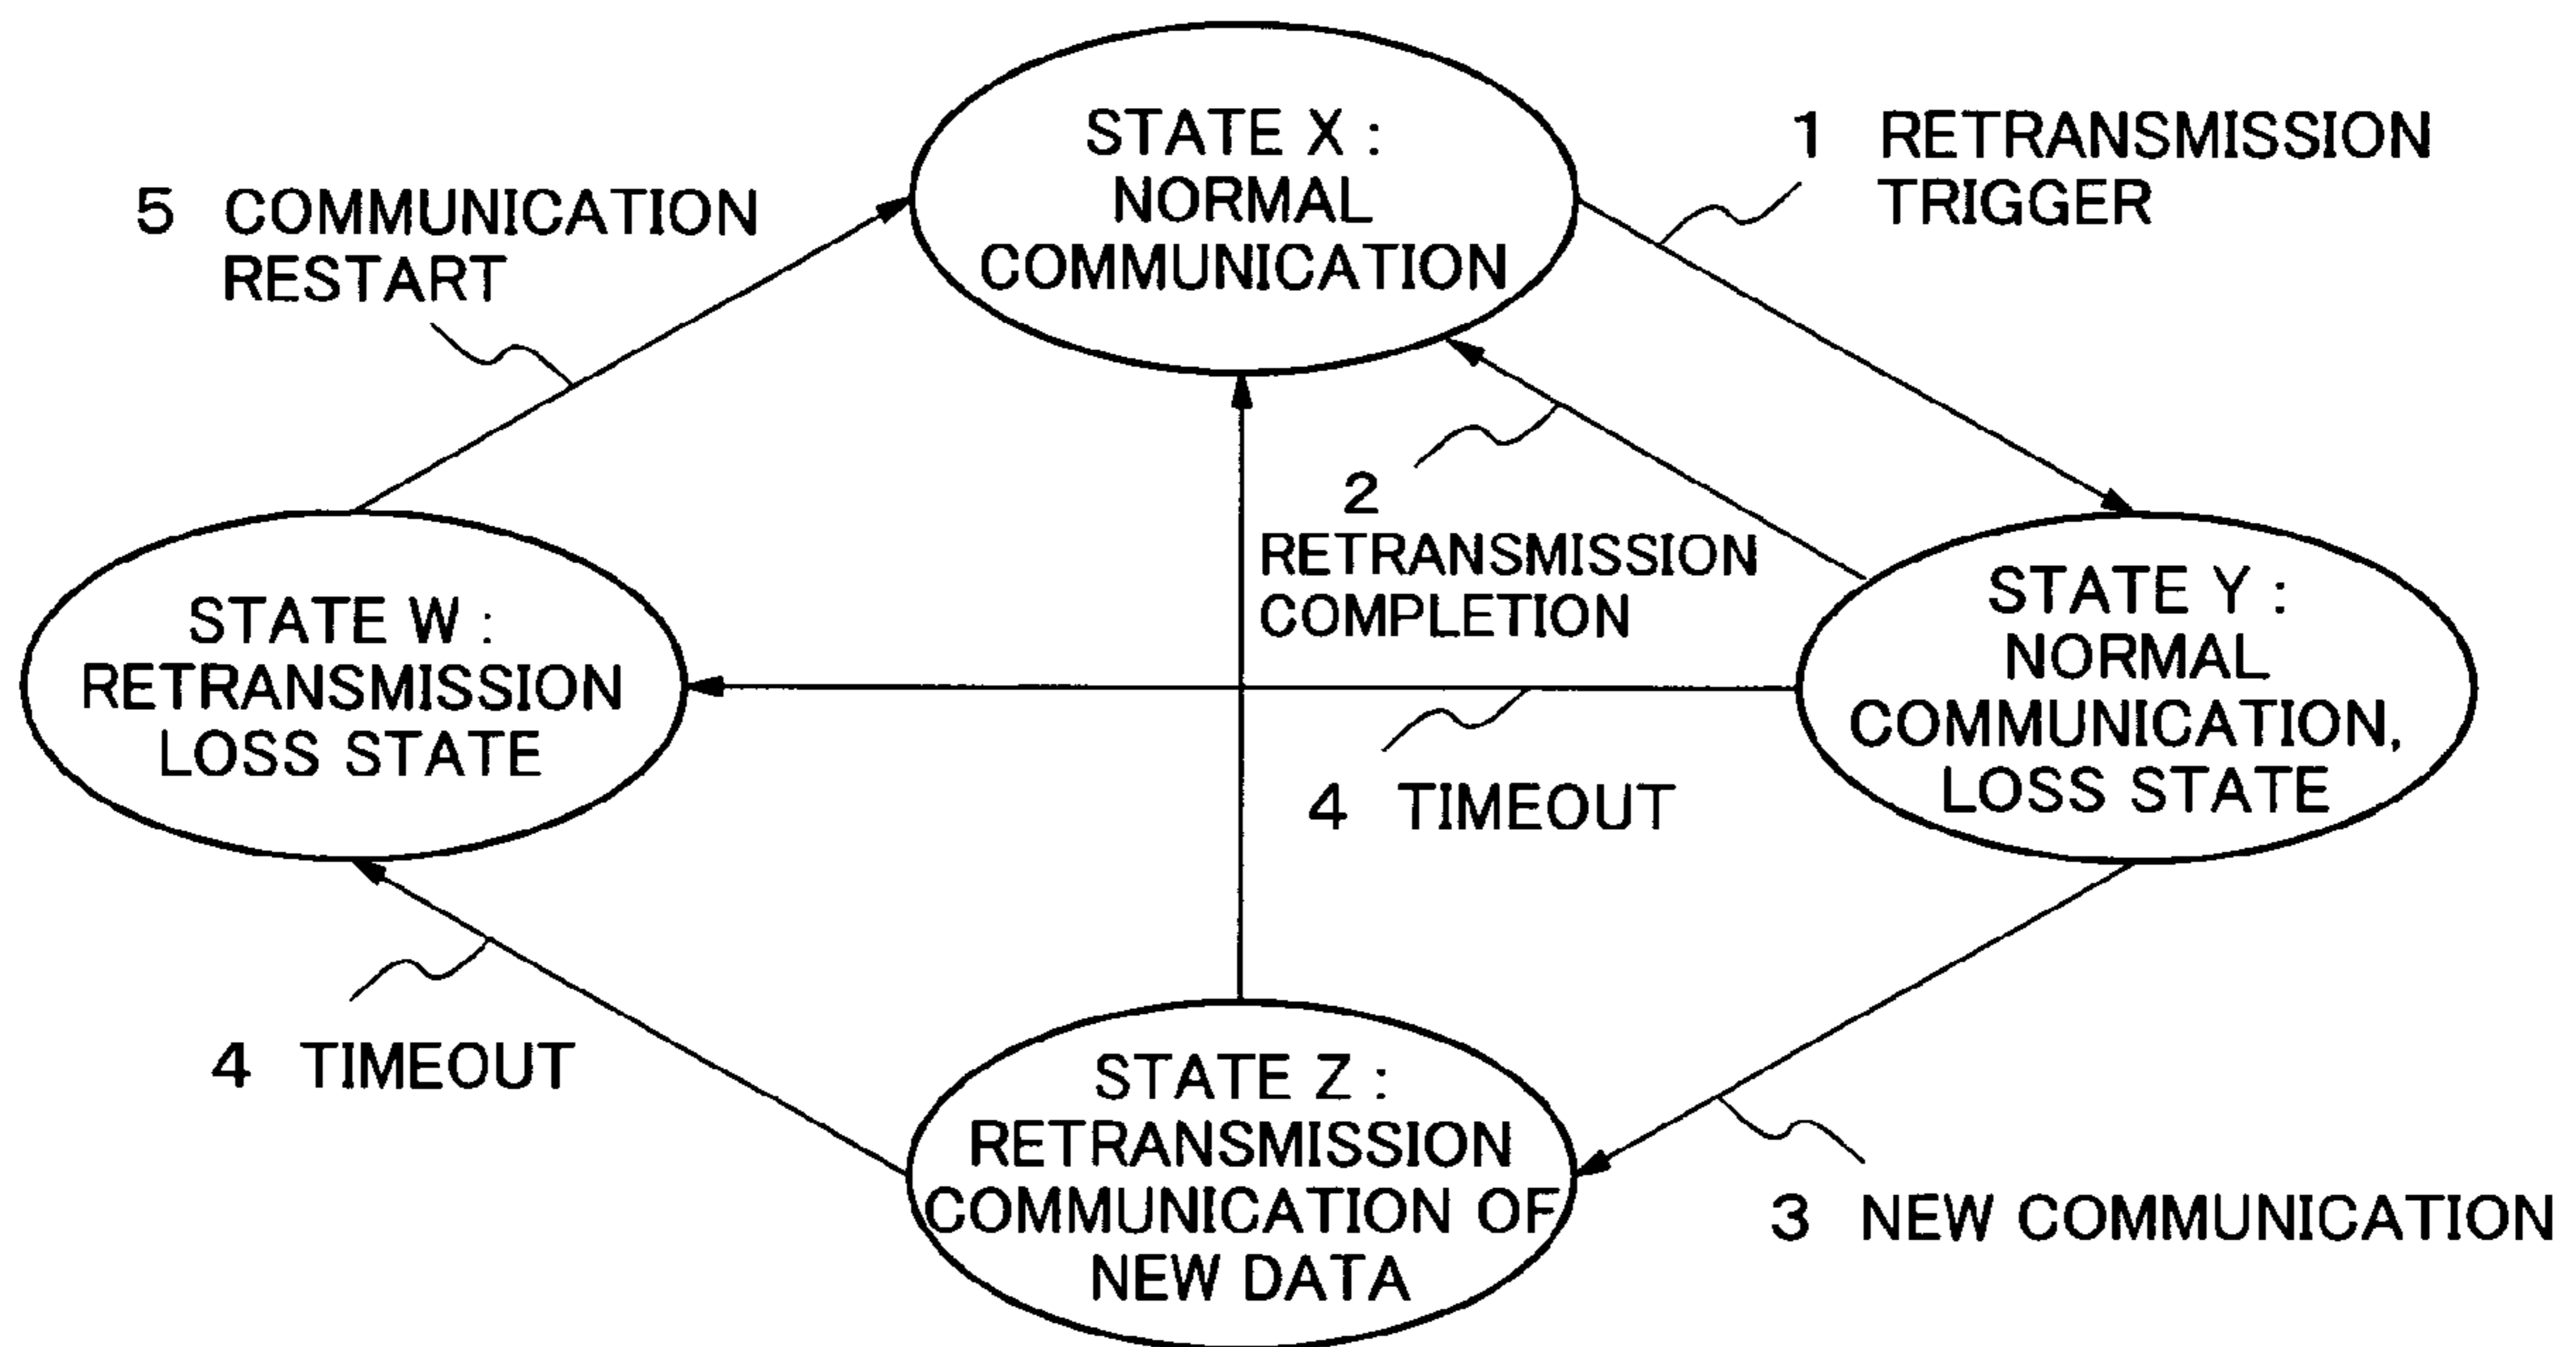 STATE X :
NORMAL
COMMUNICATION
1 RETRANSMISSION
TRIGGER
5 COMMUNICATION
RESTART
2
RETRANSMISSION
COMPLETION
STATE W :
RETRANSMISSION
LOSS STATE
STATE Y :
NORMAL
COMMUNICATION,
LOSS STATE
4 TIMEOUT
4 TIMEOUT
STATE Z :
RETRANSMISSION
COMMUNICATION OF
NEW DATA
3 NEW COMMUNICATION